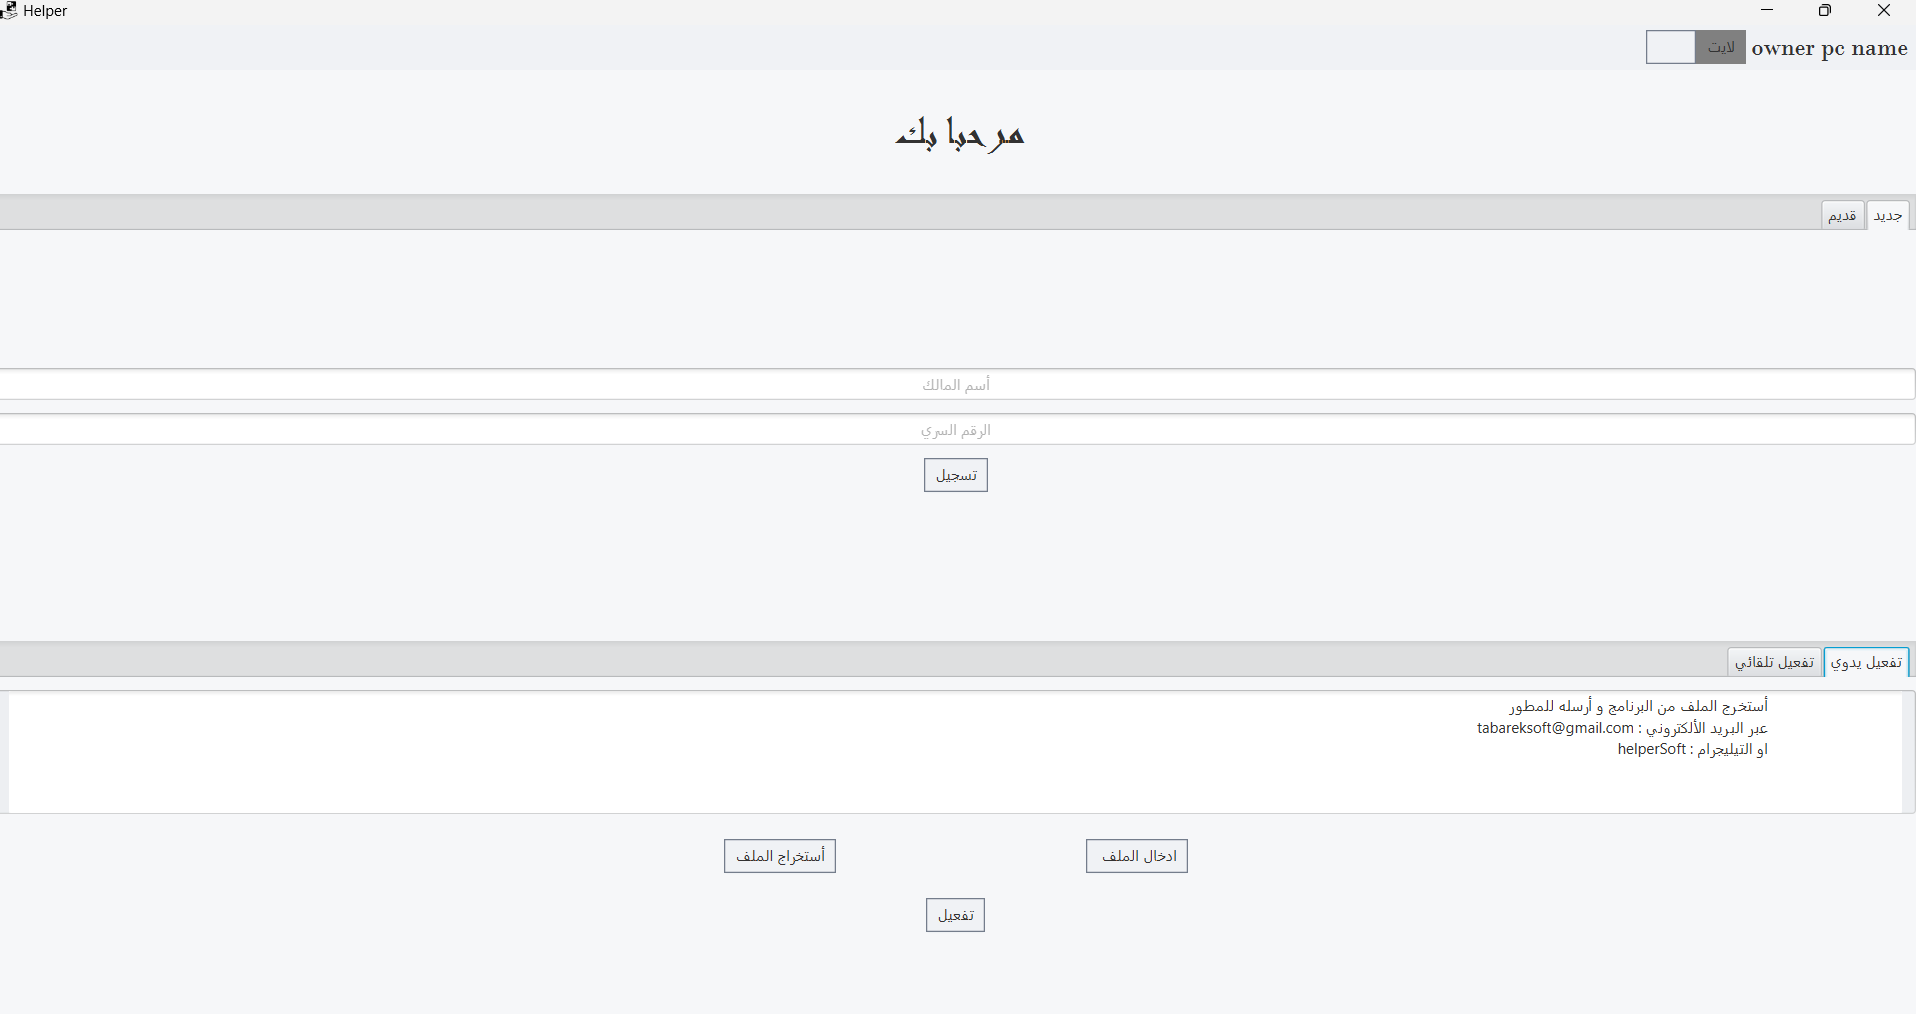 Helper
owner pc name
لايت
مرحبا بك
جديد
قديم
أسم المالك
الرقم السري
تسجيل
تفعيل يدوي
تفعيل تلقائي
أستخرج الملف من البرنامج و أرسله للمطور
عبر البريد الألكتروني : tabareksoft@gmail.com
او التيليجرام : helperSoft
ادخال الملف
أستخراج الملف
تفعيل